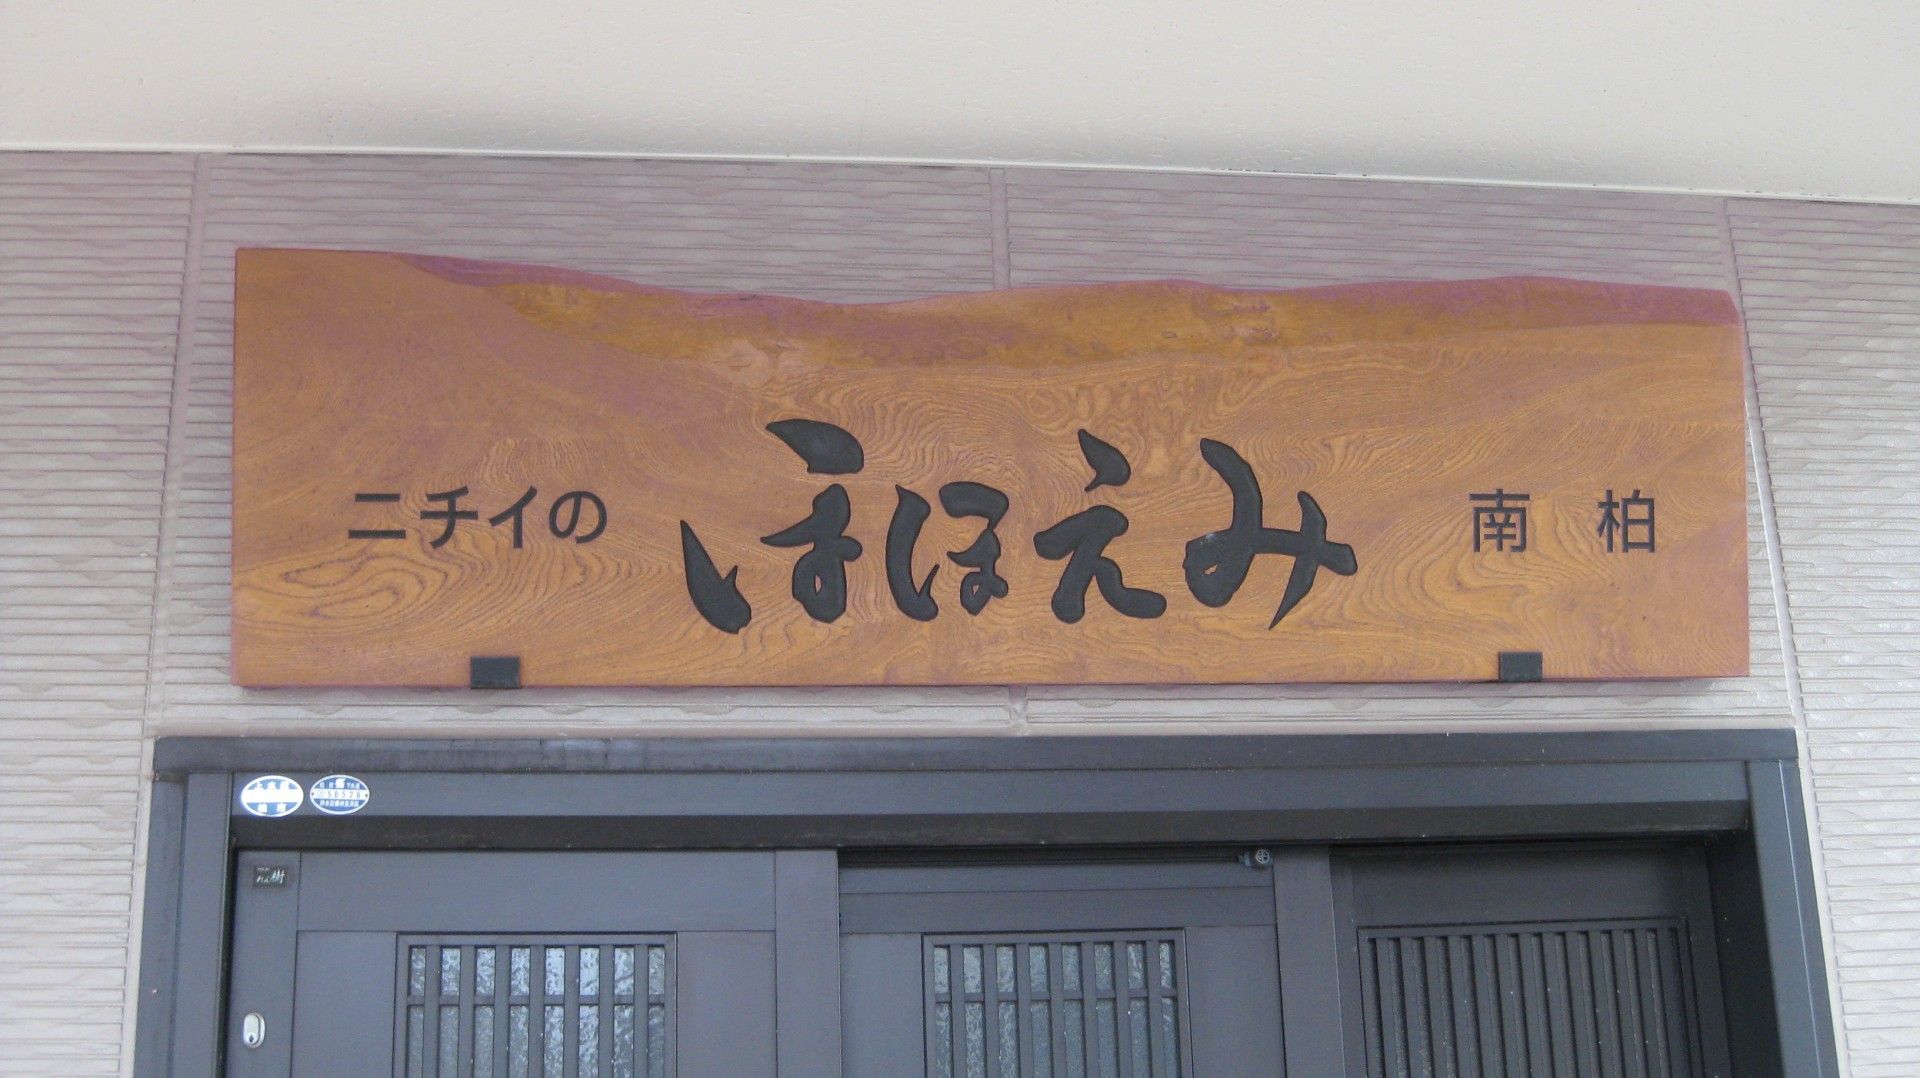 ニチイの ほほえみ 南 柏